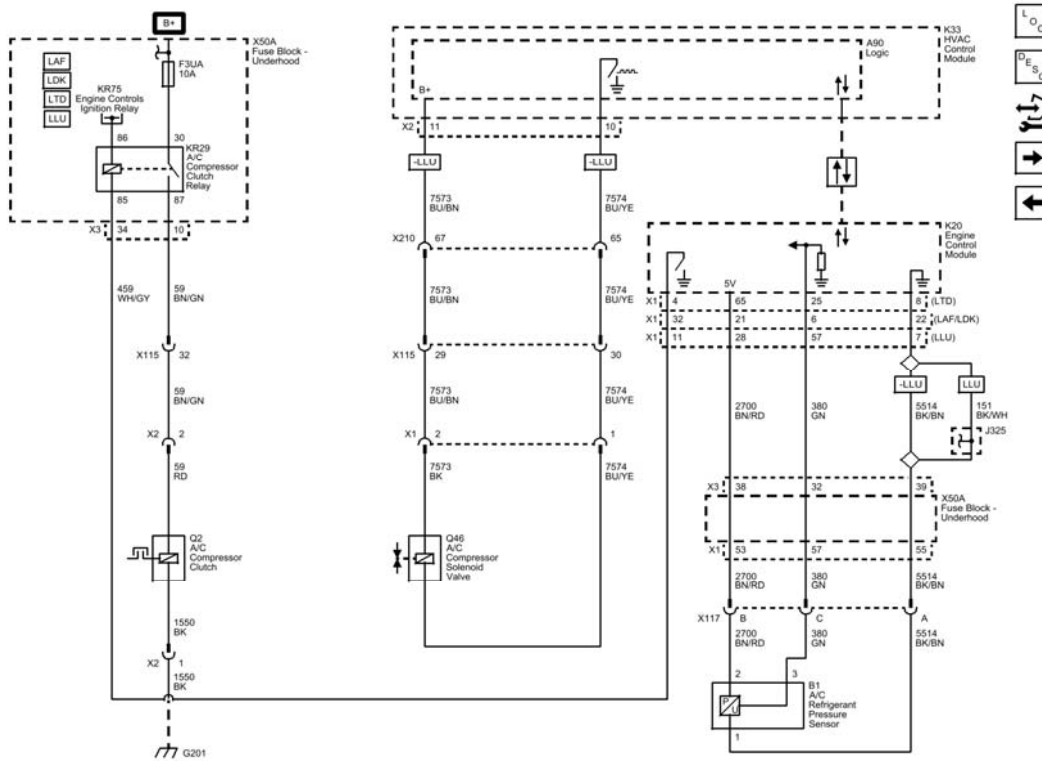 B+
X50A
Fuse Block -
Underhood
LAF
LDK
LTD
LLU
F3UA
10A
KR75
Engine Controls
Ignition Relay
86
30
KR29
A/C
Compressor
Clutch
Relay
85
87
X3
34
10
459
WH/GY
59
BN/GN
X115
32
59
BN/GN
X2
2
59
RD
Q2
A/C
Compressor
Clutch
1550
BK
X2
1
1550
BK
G201
K33
HVAC
Control
Module
A90
Logic
B+
X2
11
10
-LLU
-LLU
7573
BU/BN
7574
BU/YE
X210
67
65
7573
BU/BN
7574
BU/YE
X115
29
30
7573
BU/BN
7574
BU/YE
X1
2
1
7573
BK
7574
BU/YE
Q46
A/C
Compressor
Solenoid
Valve
K20
Engine
Control
Module
5V
X1
4
65
25
8
(LTD)
X1
32
21
6
22
(LAF/LDK)
X1
11
28
57
7
(LLU)
-LLU
LLU
2700
BN/RD
380
GN
5514
BK/BN
151
BK/WH
J325
X3
38
32
39
X50A
Fuse Block -
Underhood
X1
53
57
55
2700
BN/RD
380
GN
5514
BK/BN
X117
B
C
A
2700
BN/RD
380
GN
5514
BK/BN
2
3
P
U
B1
A/C
Refrigerant
Pressure
Sensor
1
LOC
DESC